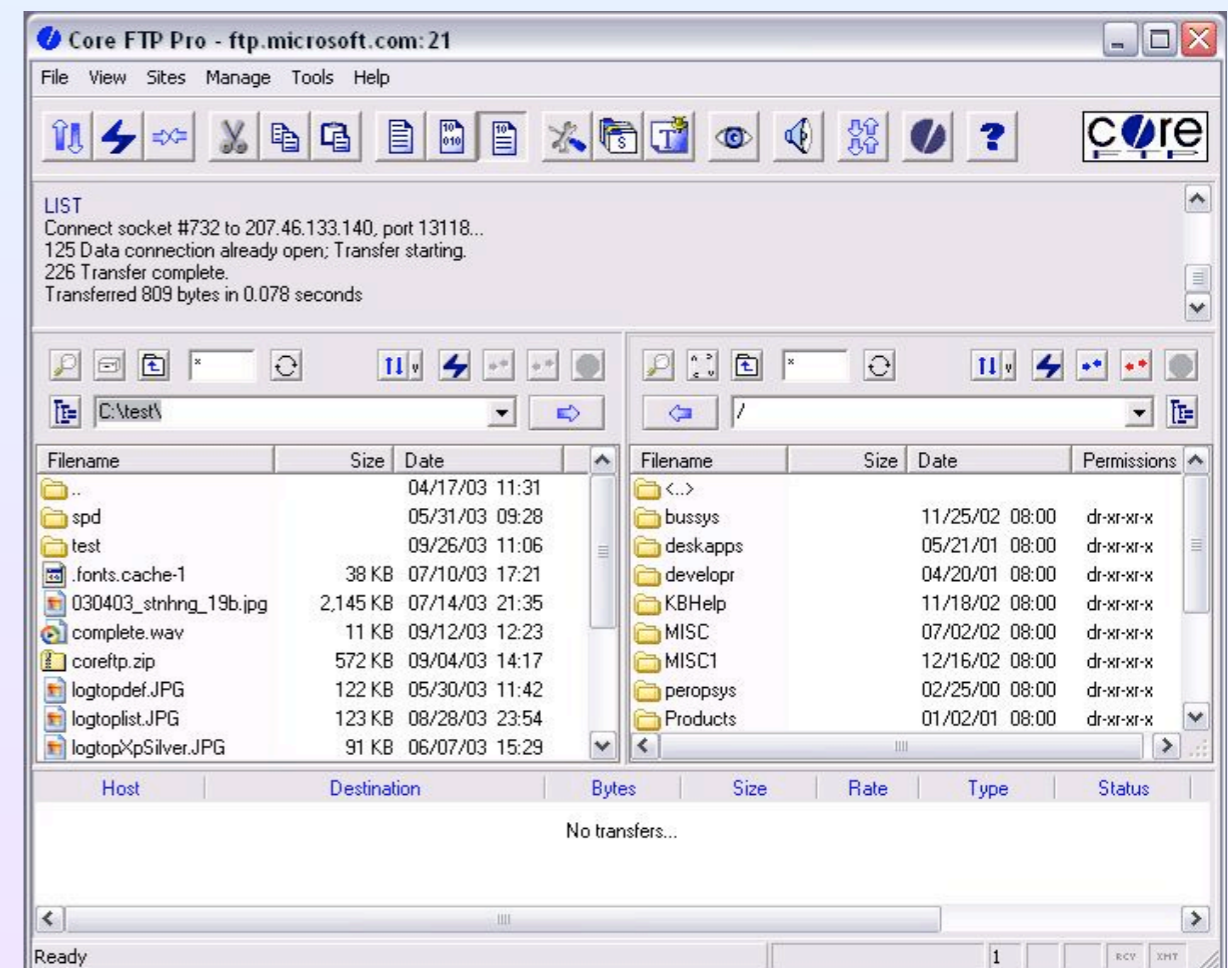 Core FTP Pro - ftp.microsoft.com:21
File View Sites Manage Tools Help
core
LIST
Connect socket #732 to 207.46.133.140, port 13118...
125 Data connection already open; Transfer starting.
226 Transfer complete.
Transferred 809 bytes in 0.078 seconds
*
C:\test\
Filename Size Date
.. 04/17/03 11:31
spd 05/31/03 09:28
test 09/26/03 11:06
.fonts.cache-1 38 KB 07/10/03 17:21
030403_stnhng_19b.jpg 2,145 KB 07/14/03 21:35
complete.wav 11 KB 09/12/03 12:23
coreftp.zip 572 KB 09/04/03 14:17
logtopdef.JPG 122 KB 05/30/03 11:42
logtoplist.JPG 123 KB 08/28/03 23:54
logtopXpSilver.JPG 91 KB 06/07/03 15:29
*
/
Filename Size Date Permissions
<..>
bussys 11/25/02 08:00 dr-xr-xr-x
deskapps 05/21/01 08:00 dr-xr-xr-x
developr 04/20/01 08:00 dr-xr-xr-x
KBHelp 11/18/02 08:00 dr-xr-xr-x
MISC 07/02/02 08:00 dr-xr-xr-x
MISC1 12/16/02 08:00 dr-xr-xr-x
peropsys 02/25/00 08:00 dr-xr-xr-x
Products 01/02/01 08:00 dr-xr-xr-x
Host Destination Bytes Size Rate Type Status
No transfers...
Ready 1 RCV XMT